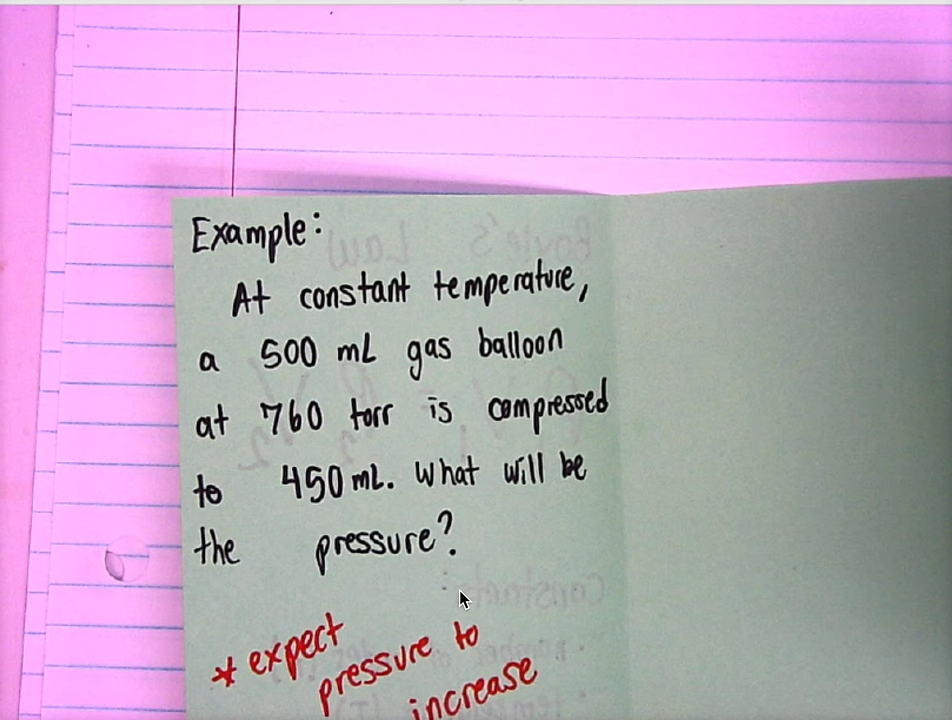 Example:
At constant temperature,
a 500 mL gas balloon
at 760 torr is compressed
to 450 mL. What will be
the pressure?
* expect
pressure to
increase